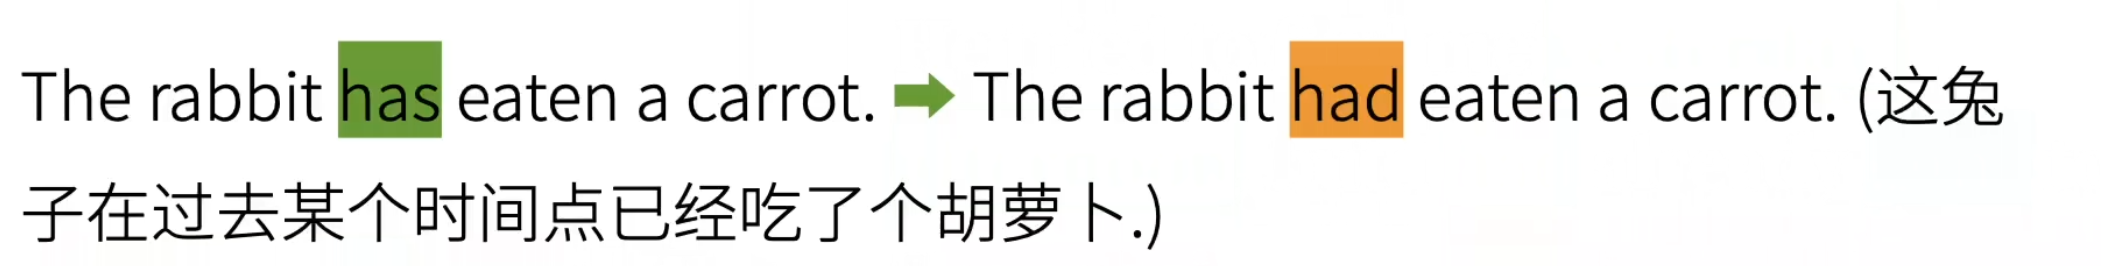 The rabbit has eaten a carrot. ➡ The rabbit had eaten a carrot. (这兔
子在过去某个时间点已经吃了个胡萝卜.)